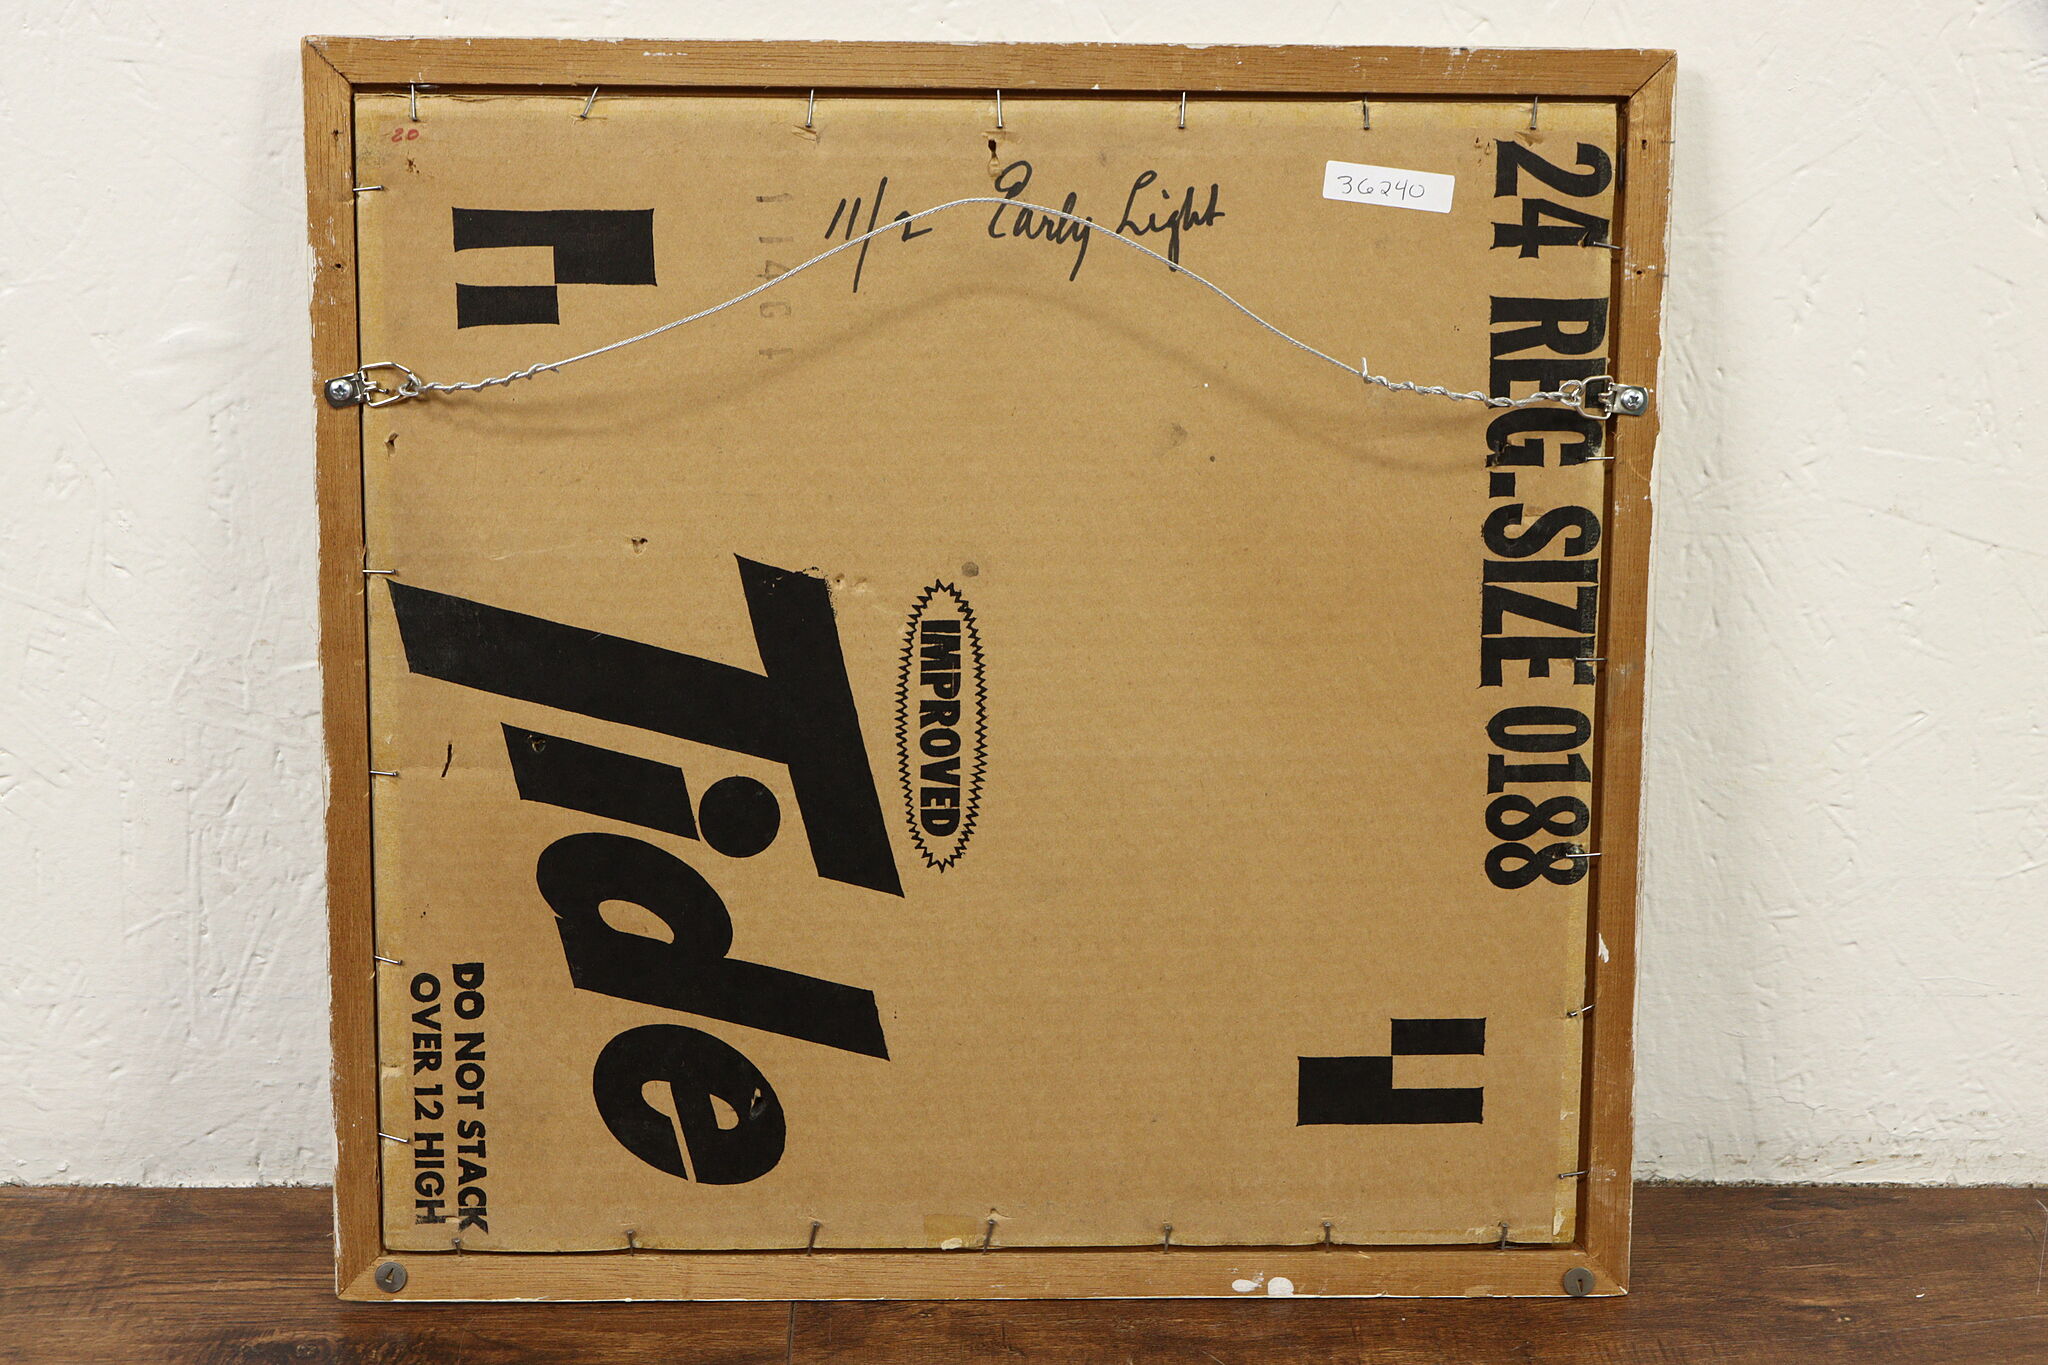 20
11/2 Early Light
36240
24 REG. SIZE 0188
IMPROVED
Tide
DO NOT STACK
OVER 12 HIGH